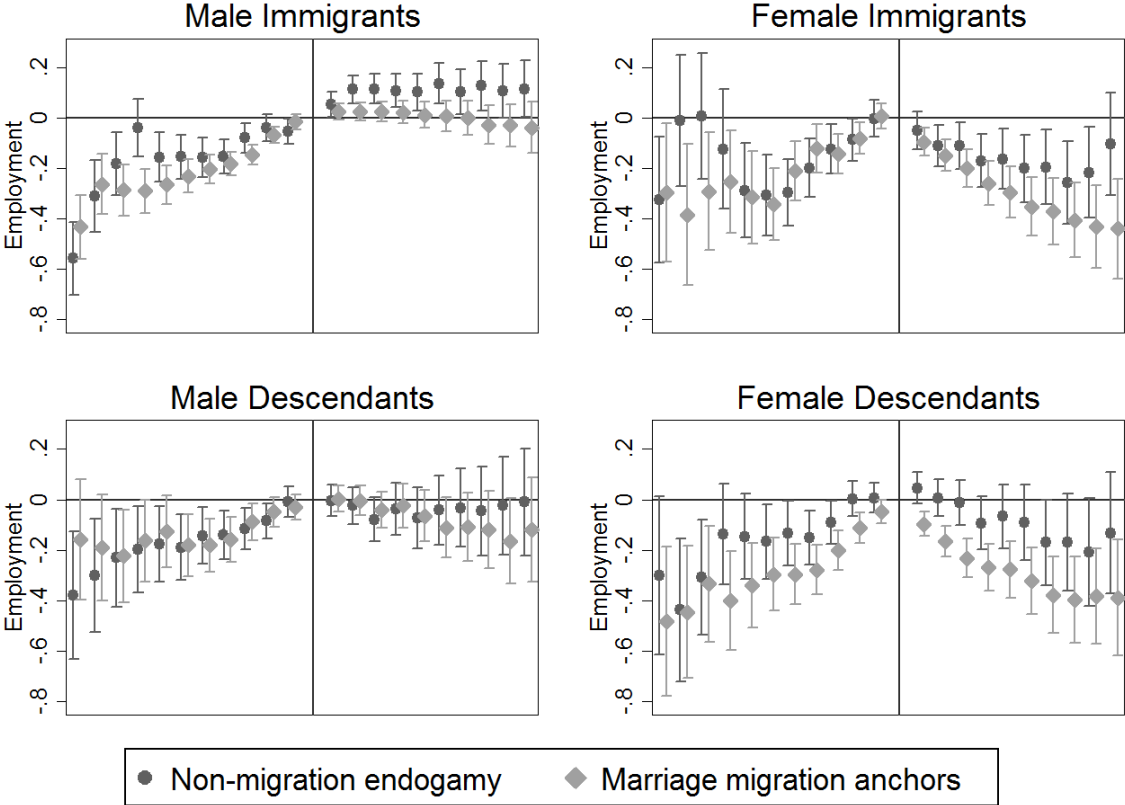 Male Immigrants
Female Immigrants
Employment
.2
0
-.2
-.4
-.6
-.8
Employment
.2
0
-.2
-.4
-.6
-.8
Male Descendants
Female Descendants
Employment
.2
0
-.2
-.4
-.6
-.8
Employment
.2
0
-.2
-.4
-.6
-.8
Non-migration endogamy
Marriage migration anchors